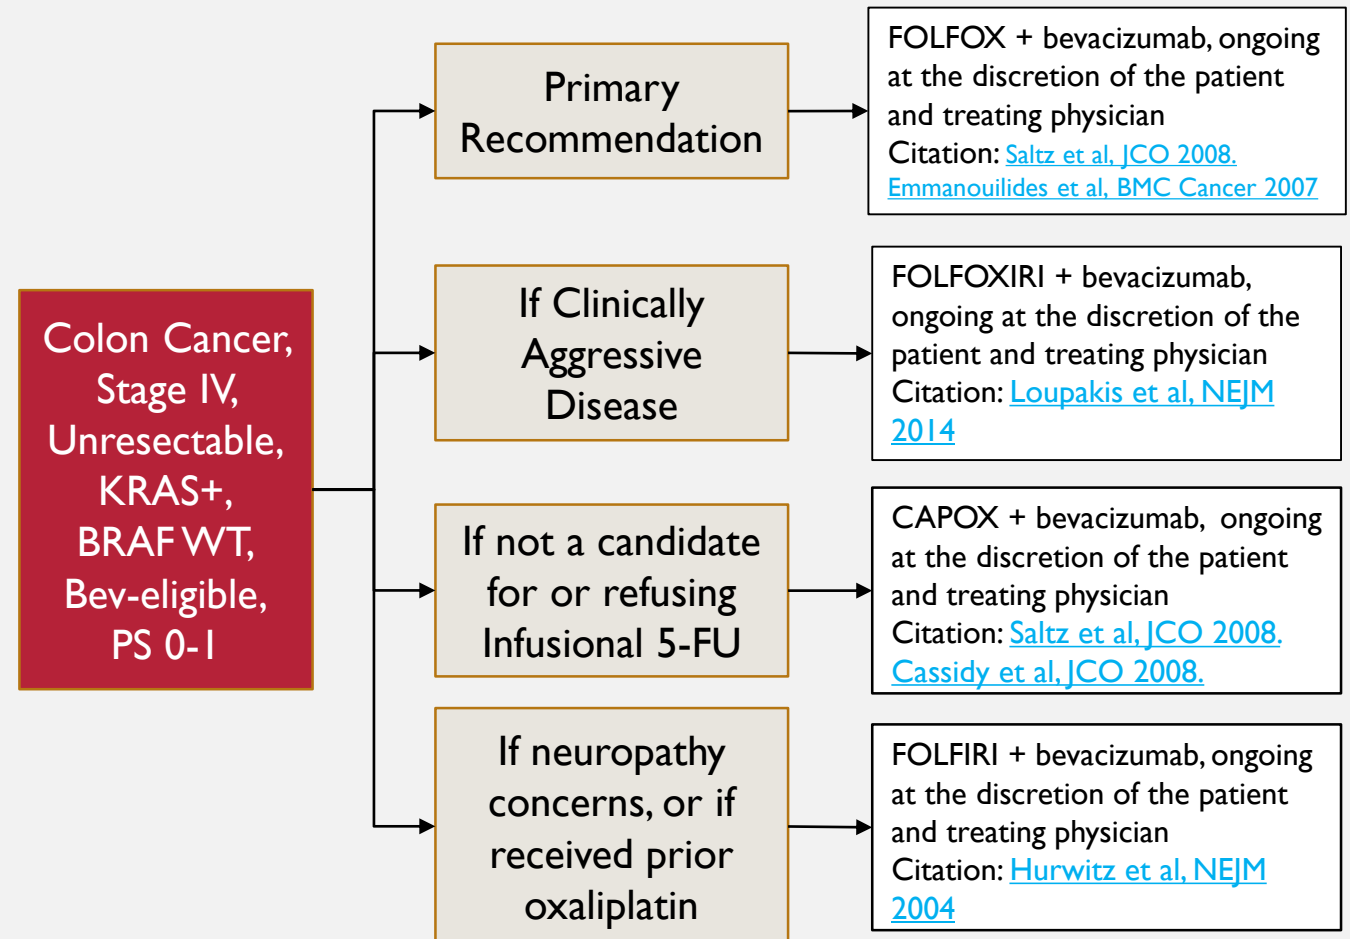 Colon Cancer,
Stage IV,
Unresectable,
KRAS+,
BRAF WT,
Bev-eligible,
PS 0-1
Primary
Recommendation
FOLFOX + bevacizumab, ongoing
at the discretion of the patient
and treating physician
Citation: Saltz et al, JCO 2008.
Emmanouilides et al, BMC Cancer 2007
If Clinically
Aggressive
Disease
FOLFOXIRI + bevacizumab,
ongoing at the discretion of the
patient and treating physician
Citation: Loupakis et al, NEJM
2014
If not a candidate
for or refusing
Infusional 5-FU
CAPOX + bevacizumab, ongoing
at the discretion of the patient
and treating physician
Citation: Saltz et al, JCO 2008.
Cassidy et al, JCO 2008.
If neuropathy
concerns, or if
received prior
oxaliplatin
FOLFIRI + bevacizumab, ongoing
at the discretion of the patient
and treating physician
Citation: Hurwitz et al, NEJM
2004